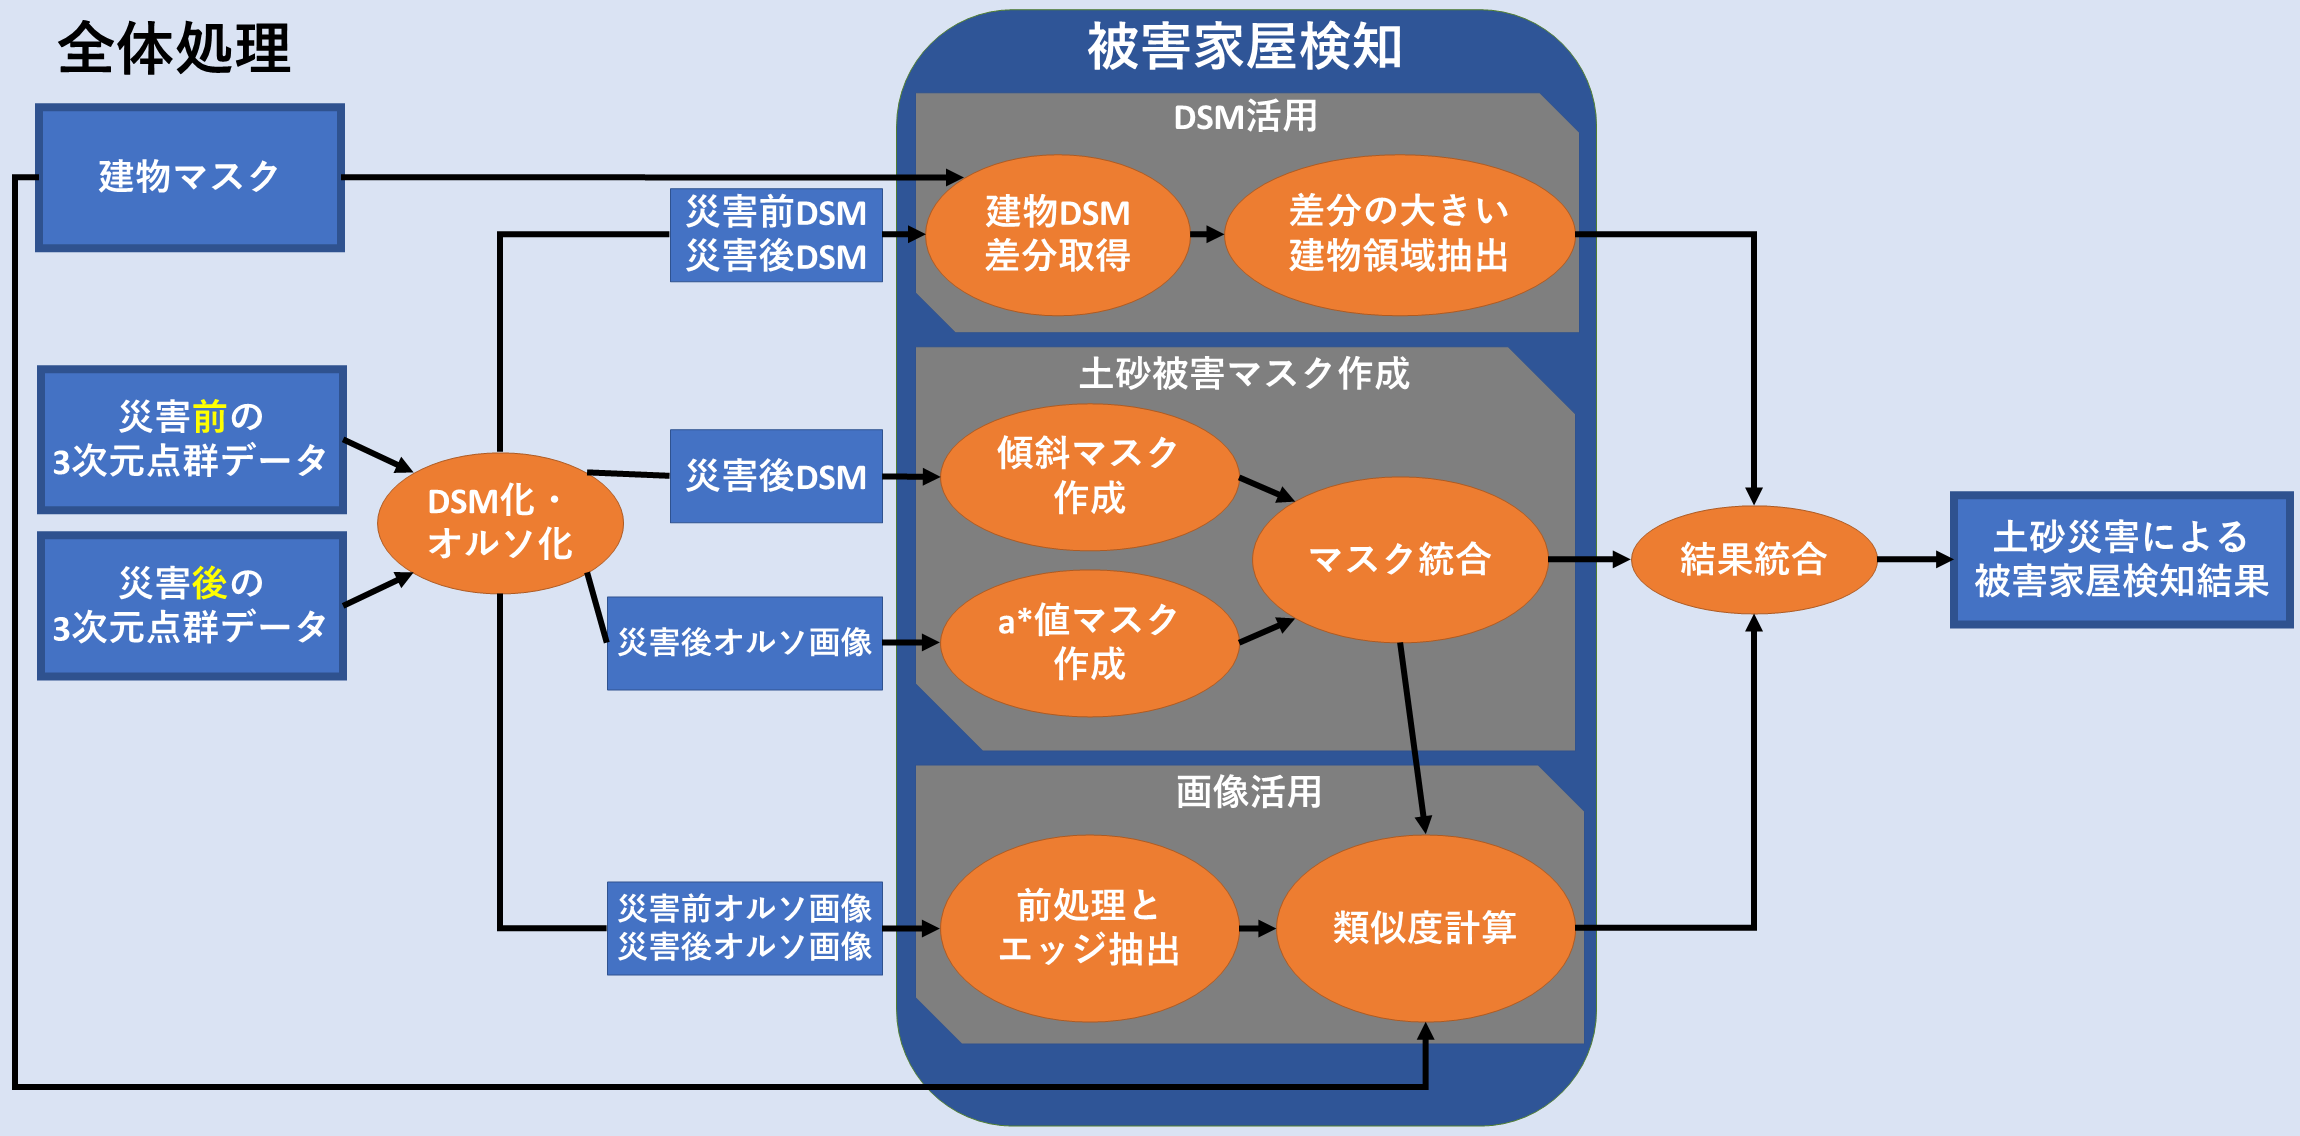 全体処理
被害家屋検知
建物マスク
DSM活用
災害前DSM
災害後DSM
建物DSM
差分取得
差分の大きい
建物領域抽出
災害前の
3次元点群データ
災害後の
3次元点群データ
DSM化・
オルソ化
土砂被害マスク作成
災害後DSM
傾斜マスク
作成
災害後オルソ画像
a*値マスク
作成
マスク統合
結果統合
土砂災害による
被害家屋検知結果
画像活用
災害前オルソ画像
災害後オルソ画像
前処理と
エッジ抽出
類似度計算